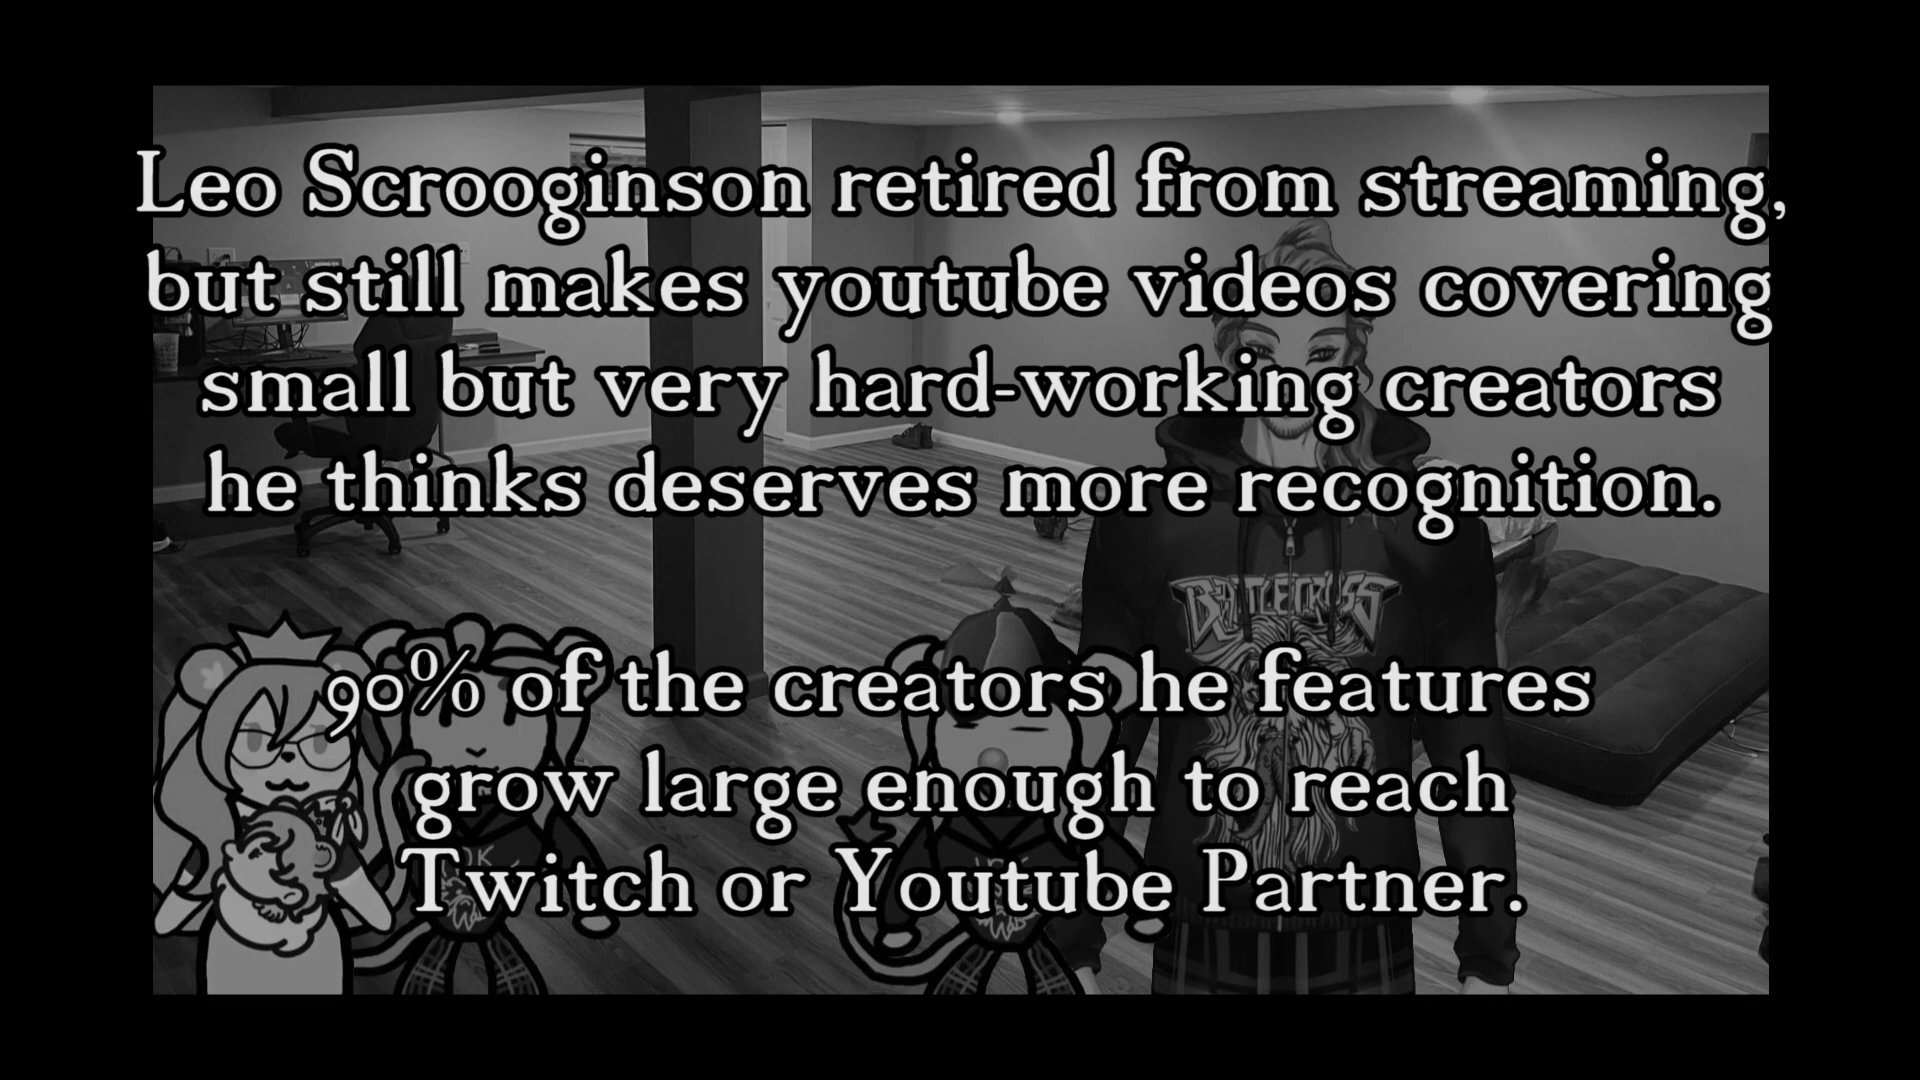 Leo Scrooginson retired from streaming,
but still makes youtube videos covering
small but very hard-working creators
he thinks deserves more recognition.
90% of the creators he features
grow large enough to reach
Twitch or Youtube Partner.
BATTLECROSS